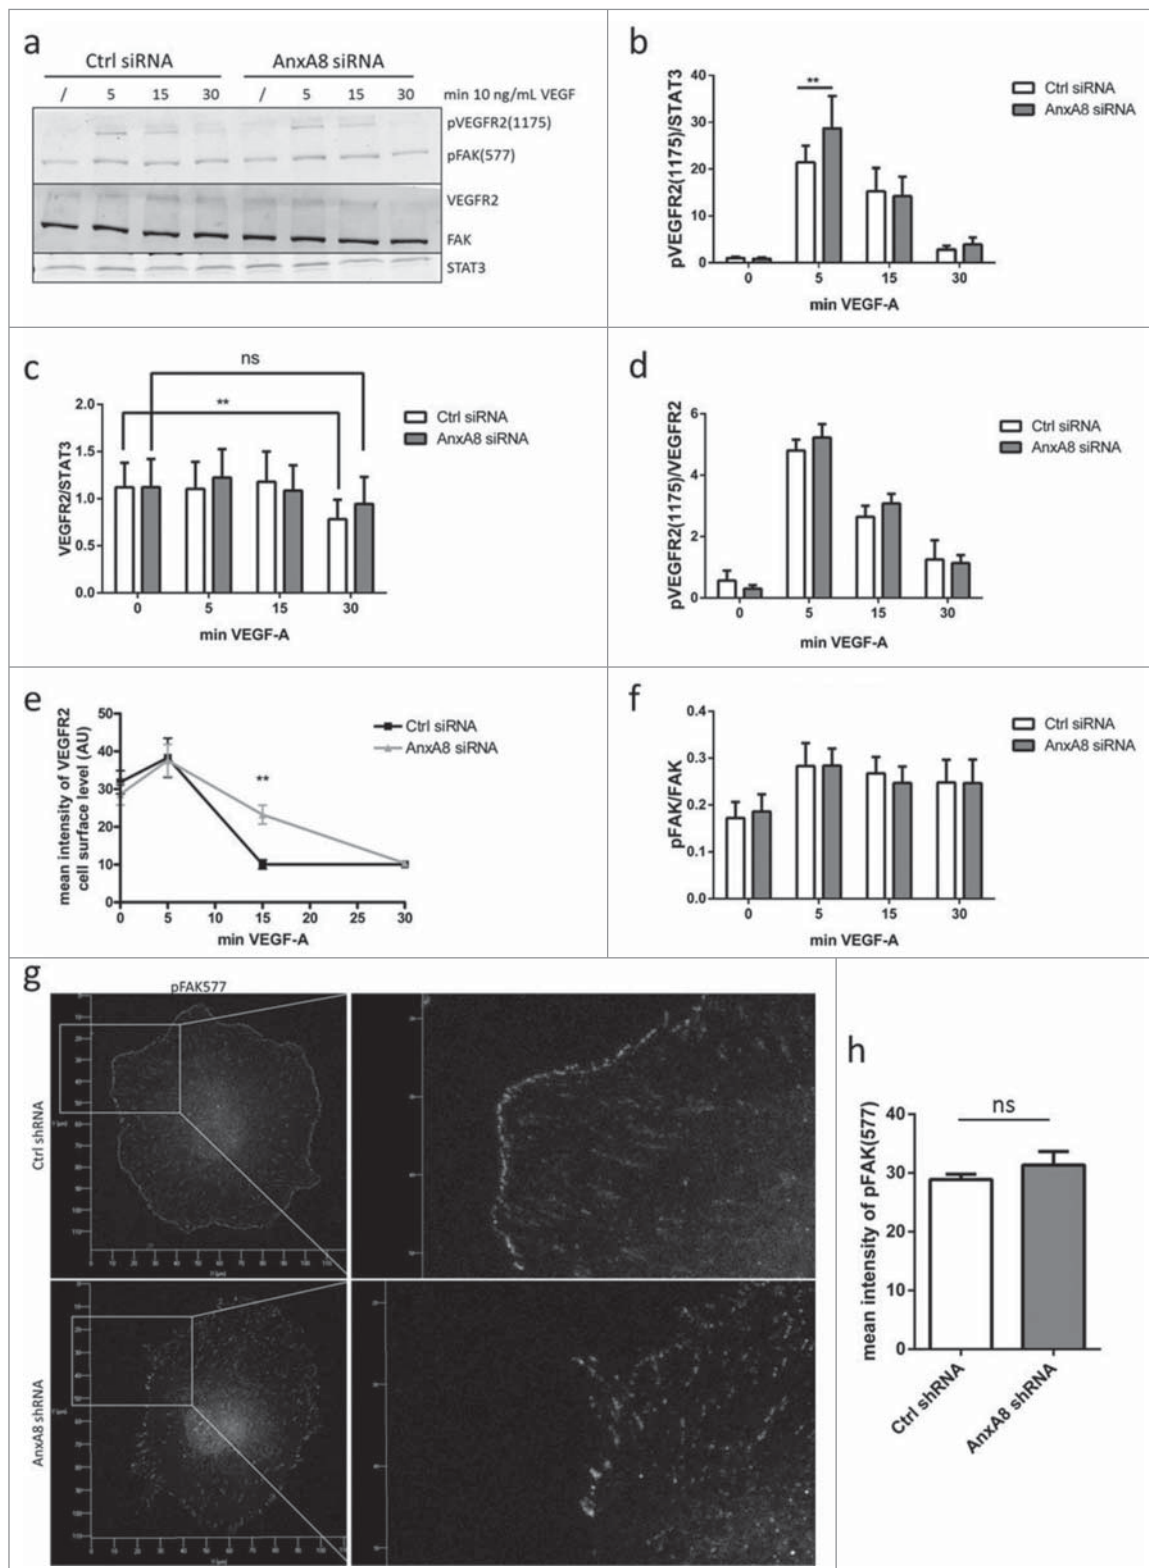 a
Ctrl siRNA AnxA8 siRNA
/ 5 15 30 / 5 15 30 min 10 ng/mL VEGF
pVEGFR2(1175)
pFAK(577)
VEGFR2
FAK
STAT3
b
pVEGFR2(1175)/STAT3
40
30
20
10
0
**
Ctrl siRNA
AnxA8 siRNA
0 5 15 30
min VEGF-A
c
ns
**
VEGFR2/STAT3
2.0
1.5
1.0
0.5
0.0
Ctrl siRNA
AnxA8 siRNA
0 5 15 30
min VEGF-A
d
pVEGFR2(1175)/VEGFR2
6
4
2
0
Ctrl siRNA
AnxA8 siRNA
0 5 15 30
min VEGF-A
e
mean intensity of VEGFR2
cell surface level (AU)
50
40
30
20
10
0
**
Ctrl siRNA
AnxA8 siRNA
0 5 10 15 20 25 30
min VEGF-A
f
pFAK/FAK
0.4
0.3
0.2
0.1
0.0
Ctrl siRNA
AnxA8 siRNA
0 5 15 30
min VEGF-A
g
pFAK577
Ctrl shRNA
AnxA8 shRNA
h
mean intensity of pFAK(577)
40
30
20
10
0
ns
Ctrl shRNA
AnxA8 shRNA